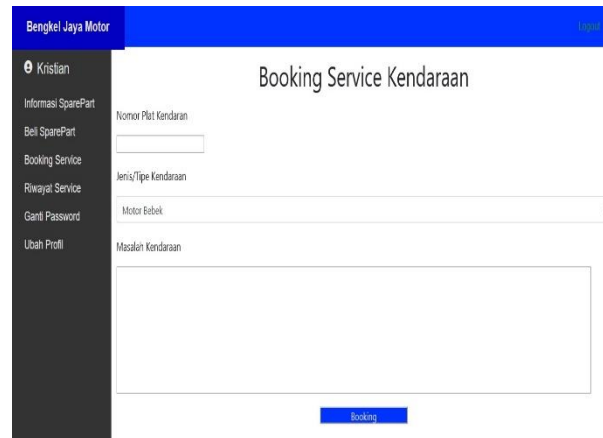 Bengkel Jaya Motor
Logout
Kristian
Informasi SparePart
Beli SparePart
Booking Service
Riwayat Service
Ganti Password
Ubah Profil
Booking Service Kendaraan
Nomor Plat Kendaran
Jenis/Tipe Kendaraan
Motor Bebek
Masalah Kendaraan
Booking